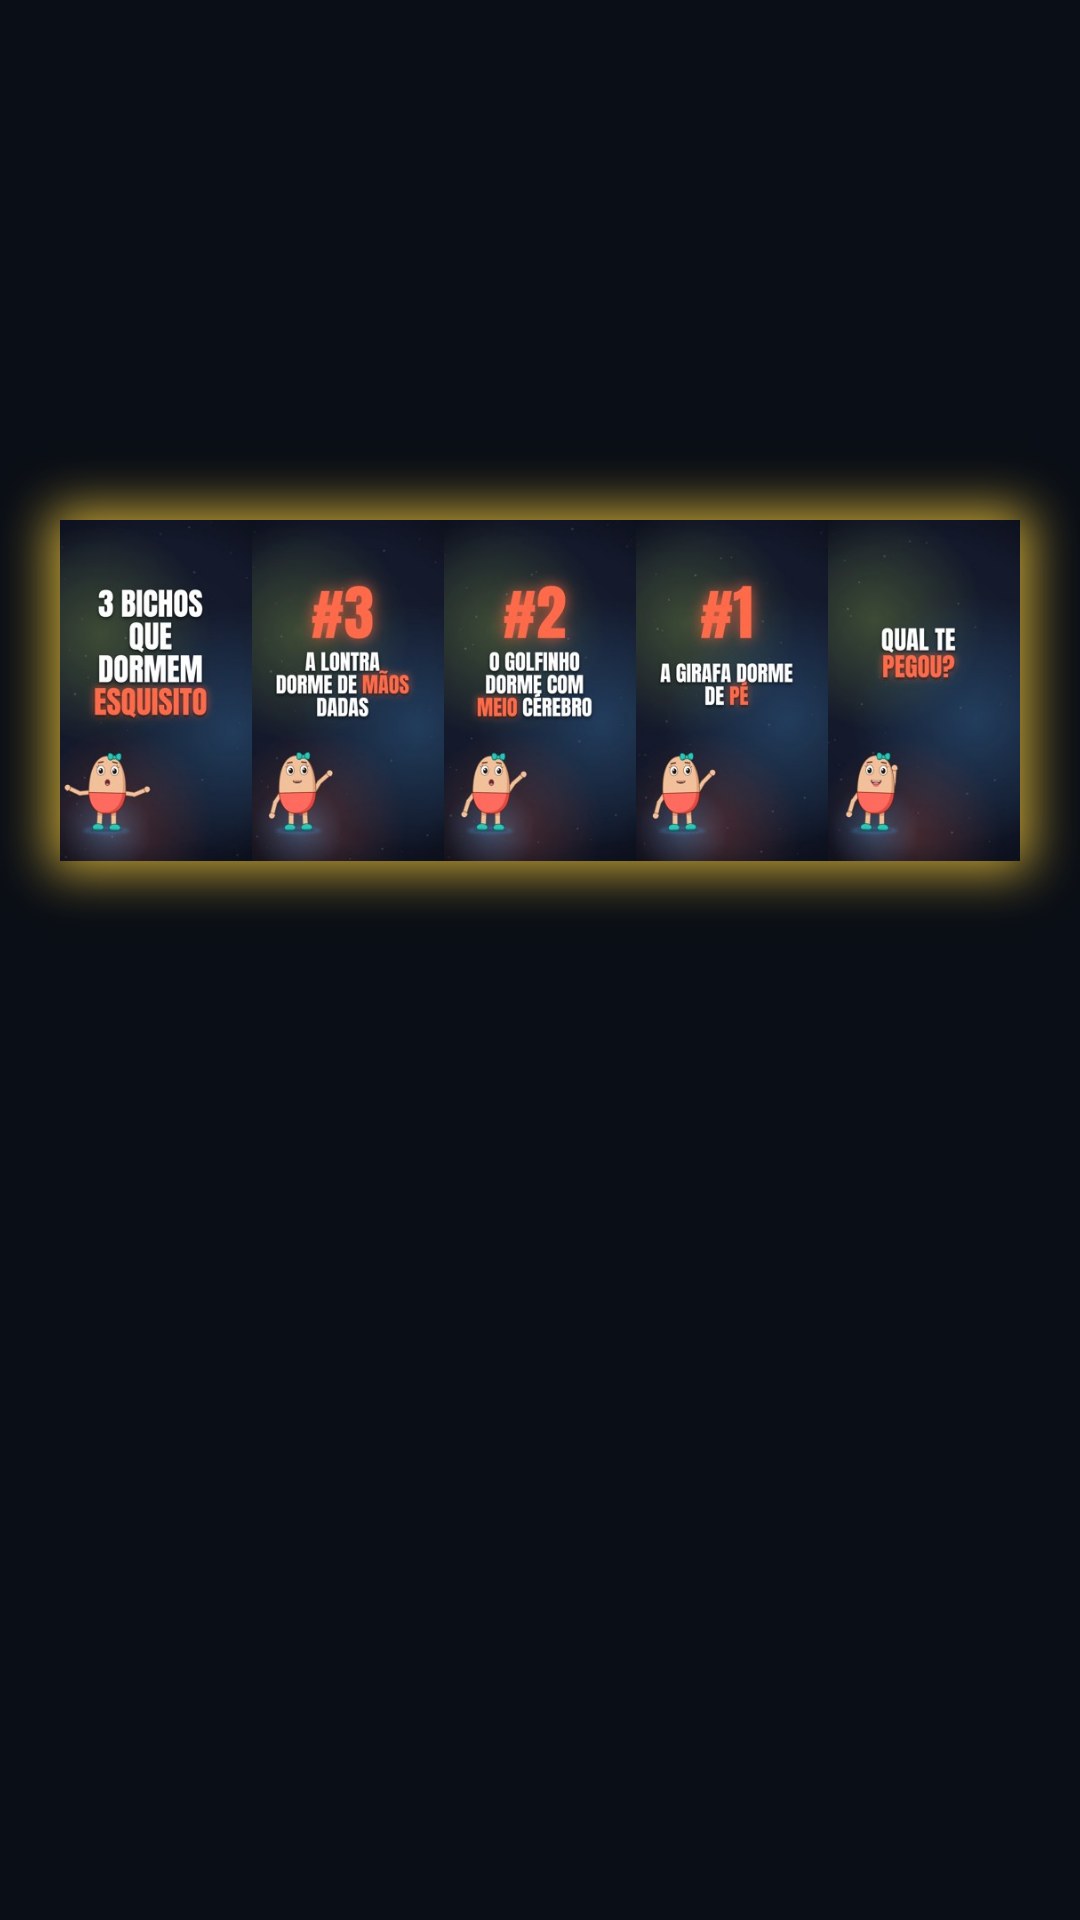 3 BICHOS
QUE
DORMEM
ESQUISITO
#3
A LONTRA
DORME DE MÃOS
DADAS
#2
O GOLFINHO
DORME COM
MEIO CÉREBRO
#1
A GIRAFA DORME
DE PÉ
QUAL TE
PEGOU?